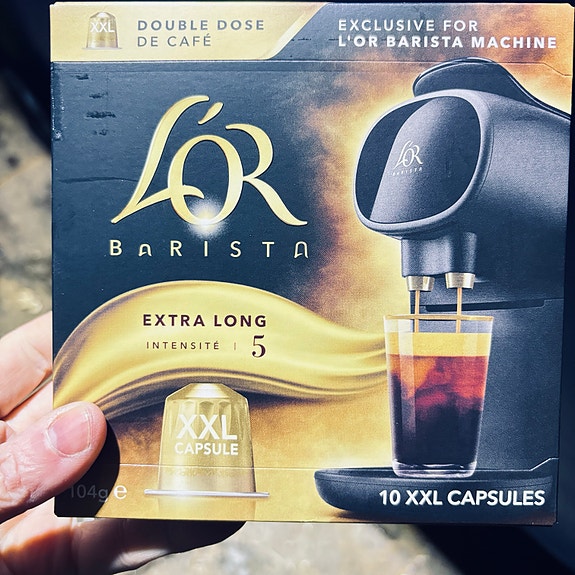 XXL
DOUBLE DOSE
DE CAFÉ
EXCLUSIVE FOR
L'OR BARISTA MACHINE
L'OR
BARISTA
L'OR
BARISTA
EXTRA LONG
INTENSITÉ | 5
XXL
CAPSULE
104g e
10 XXL CAPSULES